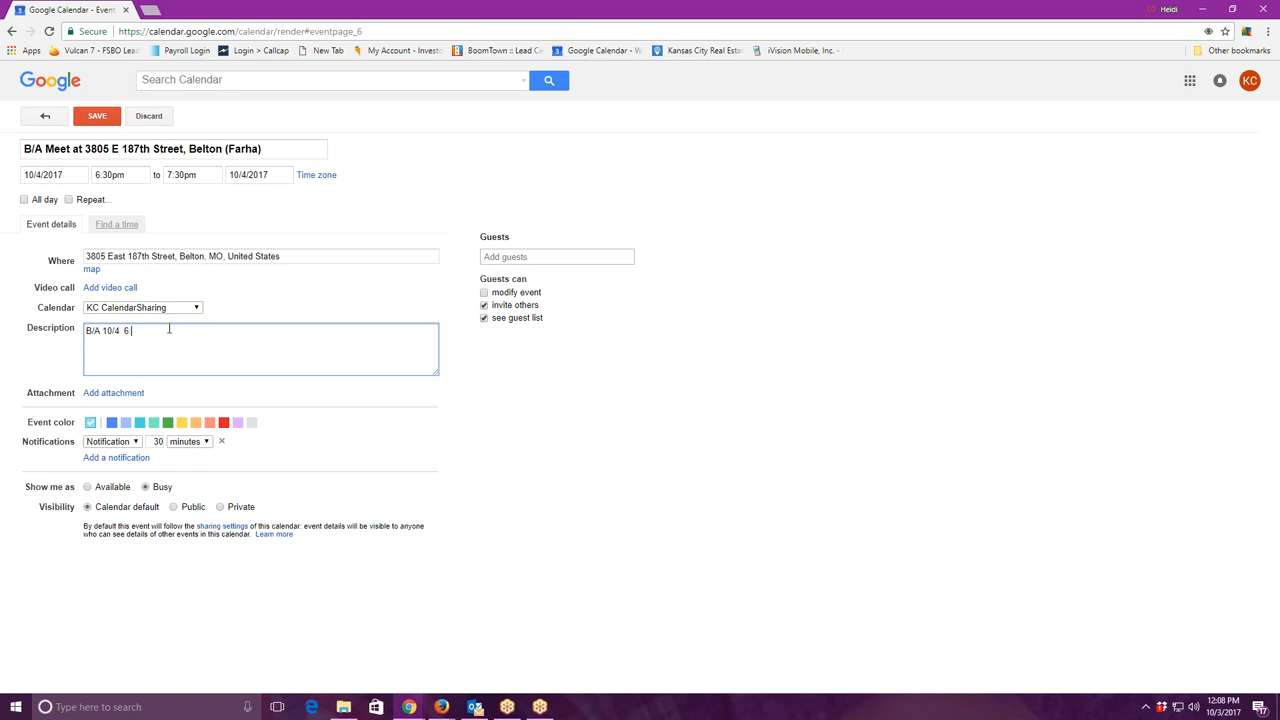 Google Calendar - Event
Heidi
Secure
https://calendar.google.com/calendar/render#eventpage_6
Apps
Vulcan 7 - FSBO Lead
Payroll Login
Login > Callcap
New Tab
My Account - Investo
BoomTown :: Lead C
Google Calendar - W
Kansas City Real Esta
iVision Mobile, Inc. -
Other bookmarks
Google
Search Calendar
KC
SAVE
Discard
B/A Meet at 3805 E 187th Street, Belton (Farha)
10/4/2017
6:30pm
to
7:30pm
10/4/2017
Time zone
All day
Repeat...
Event details
Find a time
Guests
Where
3805 East 187th Street, Belton, MO, United States
Add guests
map
Guests can
Video call
Add video call
modify event
invite others
Calendar
KC CalendarSharing
see guest list
Description
B/A 10/4 6:
Attachment
Add attachment
Event color
Notifications
Notification
30
minutes
Add a notification
Show me as
Available
Busy
Visibility
Calendar default
Public
Private
By default this event will follow the sharing settings of this calendar: event details will be visible to anyone
who can see details of other events in this calendar. Learn more
Type here to search
12:08 PM
10/3/2017
17